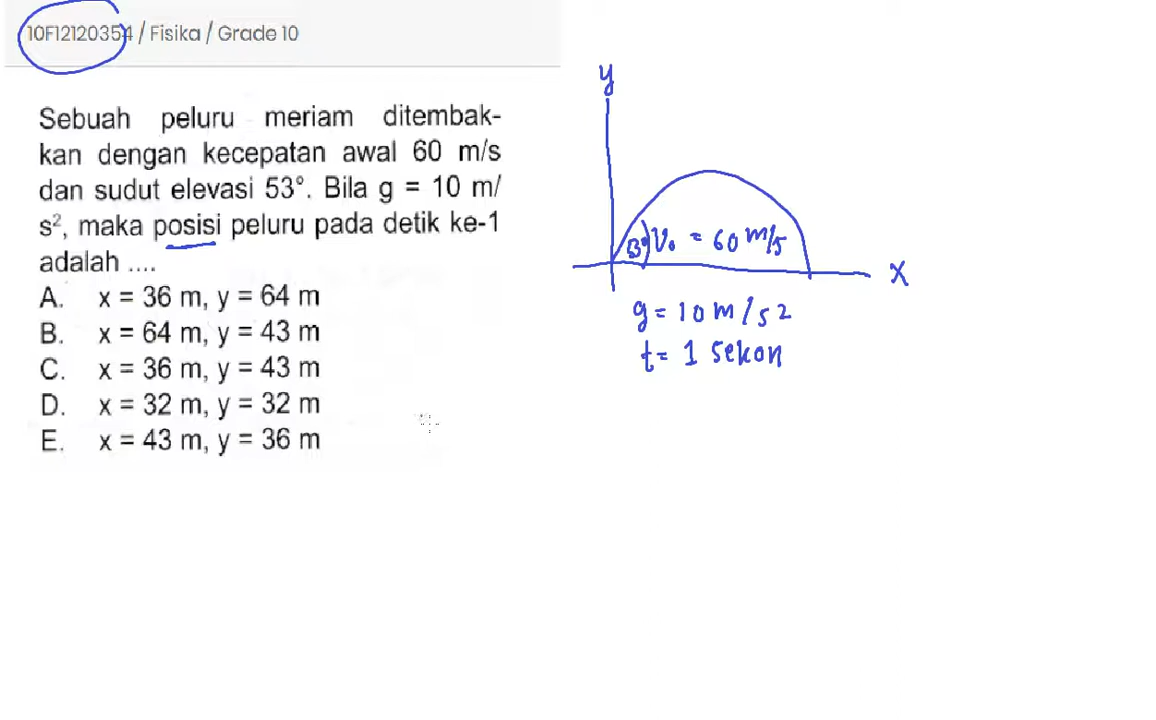 10F12120354 / Fisika / Grade 10
Sebuah peluru meriam ditembak-
kan dengan kecepatan awal 60 m/s
dan sudut elevasi 53°. Bila g = 10 m/
s², maka posisi peluru pada detik ke-1
adalah ....
A. x = 36 m, y = 64 m
B. x = 64 m, y = 43 m
C. x = 36 m, y = 43 m
D. x = 32 m, y = 32 m
E. x = 43 m, y = 36 m
y
V₀ = 60 m/s
x
g = 10 m/s2
t = 1 sekon